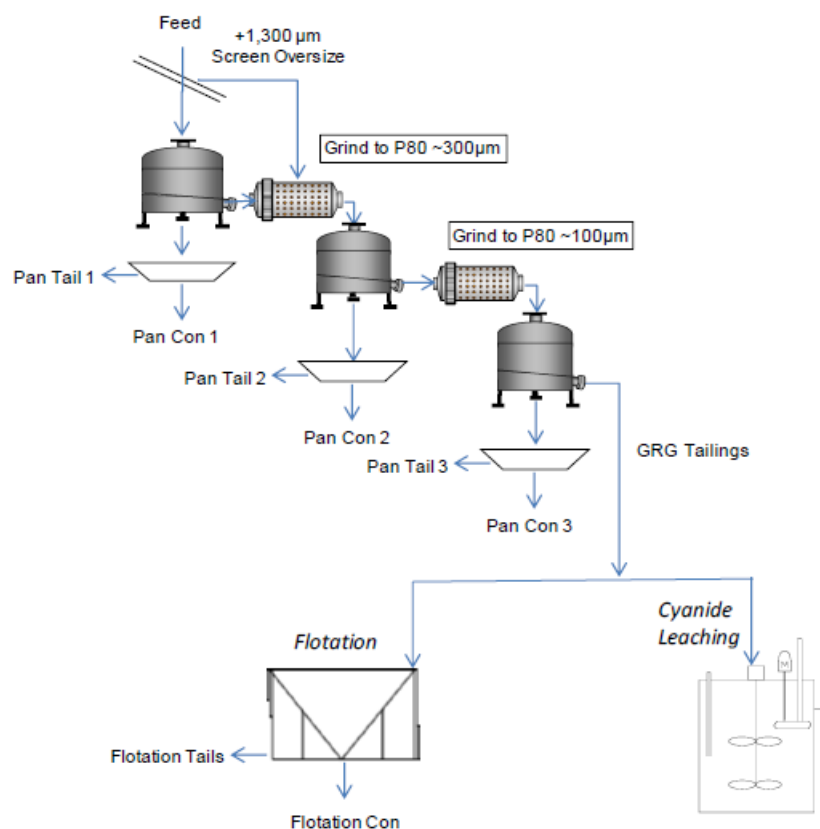 Feed
+1,300 µm
Screen Oversize
Grind to P80 ~300µm
Grind to P80 ~100µm
Pan Tail 1
Pan Con 1
Pan Tail 2
Pan Con 2
Pan Tail 3
GRG Tailings
Pan Con 3
Flotation
Cyanide
Leaching
M
Flotation Tails
Flotation Con